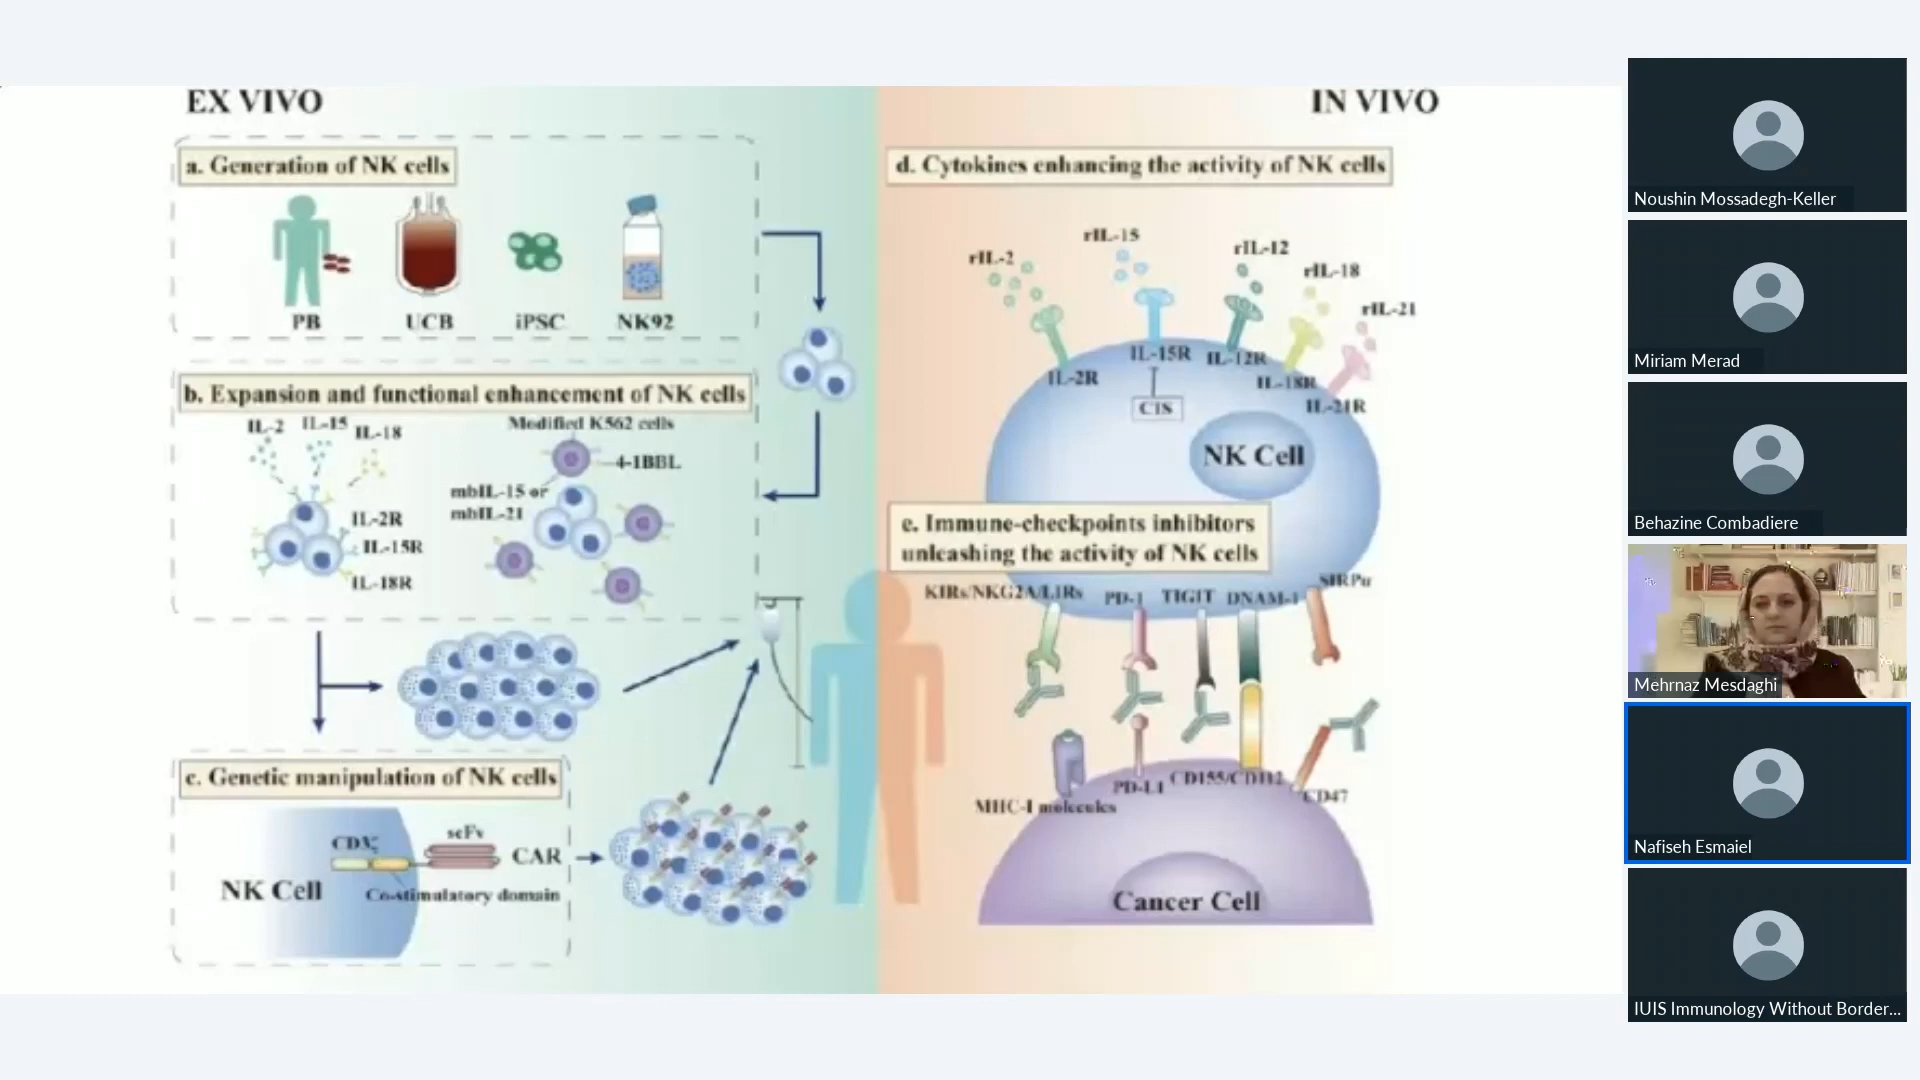 EX VIVO
IN VIVO
a. Generation of NK cells
PB
UCB
iPSC
NK92
b. Expansion and functional enhancement of NK cells
IL-2
IL-15
IL-18
Modified K562 cells
4-1BBL
mbIL-15 or
mbIL-21
IL-2R
IL-15R
IL-18R
c. Genetic manipulation of NK cells
scFv
CAR
NK Cell
Co-stimulatory domain
d. Cytokines enhancing the activity of NK cells
rIL-2
rIL-15
rIL-12
rIL-18
rIL-21
IL-2R
IL-15R
IL-12R
IL-18R
IL-21R
CIS
NK Cell
e. Immune-checkpoints inhibitors
unleashing the activity of NK cells
KIRs/NKG2A/LIRs
PD-1
TIGIT
DNAM-1
SIRPα
MHC-I molecules
PD-L1
CD155/CD112
CD47
Cancer Cell
Noushin Mossadegh-Keller
Miriam Merad
Behazine Combadiere
Mehrnaz Mesdaghi
Nafiseh Esmaiel
IUIS Immunology Without Border...